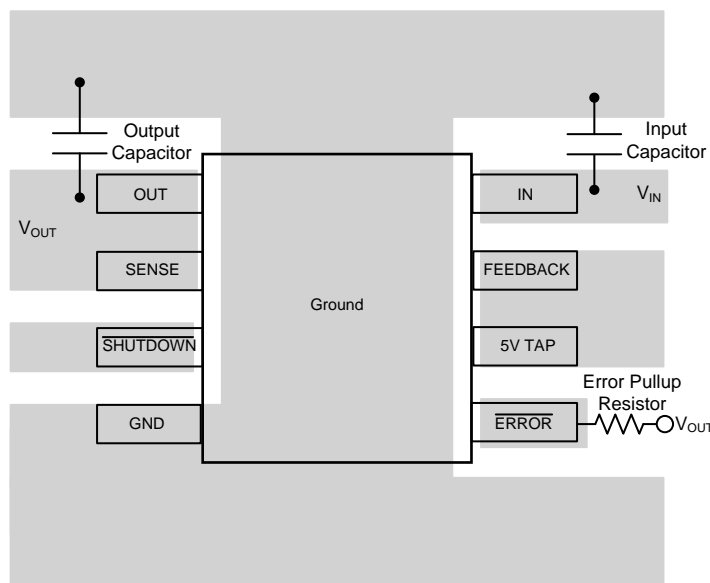 Output
Capacitor
Input
Capacitor
OUT
IN
VIN
VOUT
SENSE
FEEDBACK
Ground
SHUTDOWN
5V TAP
Error Pullup
Resistor
GND
ERROR
VOUT